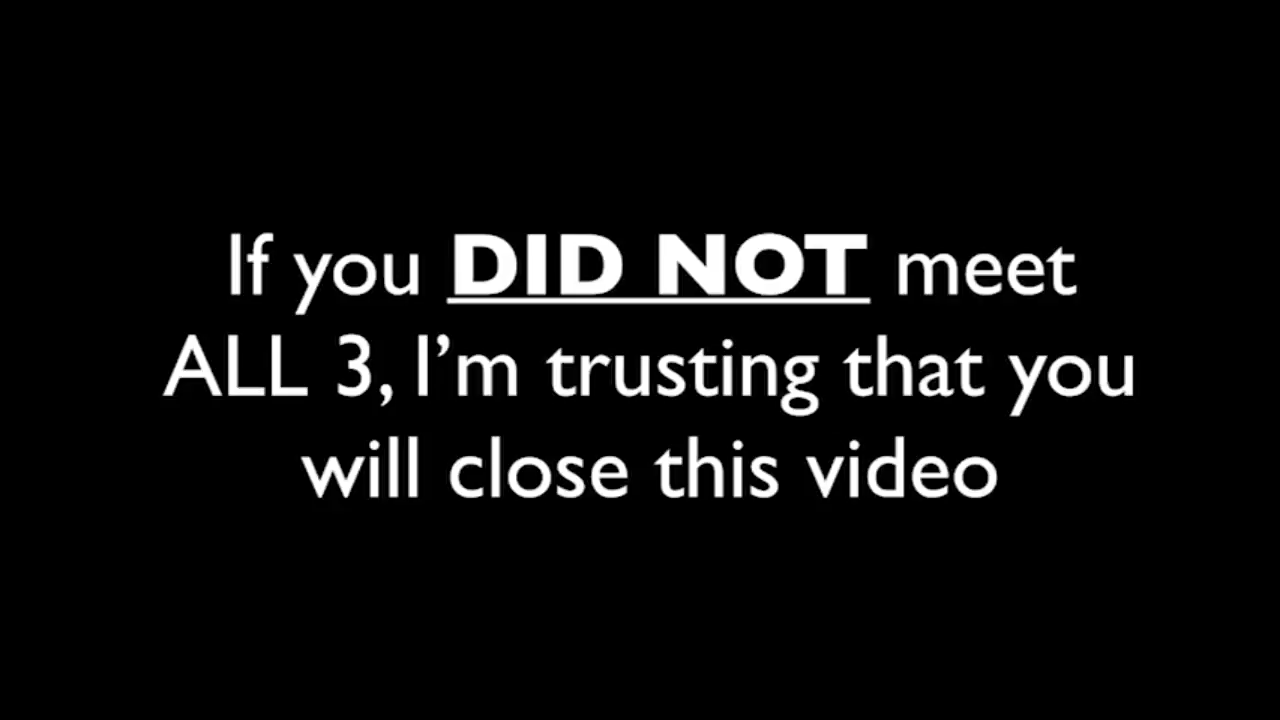 If you DID NOT meet
ALL 3, I’m trusting that you
will close this video